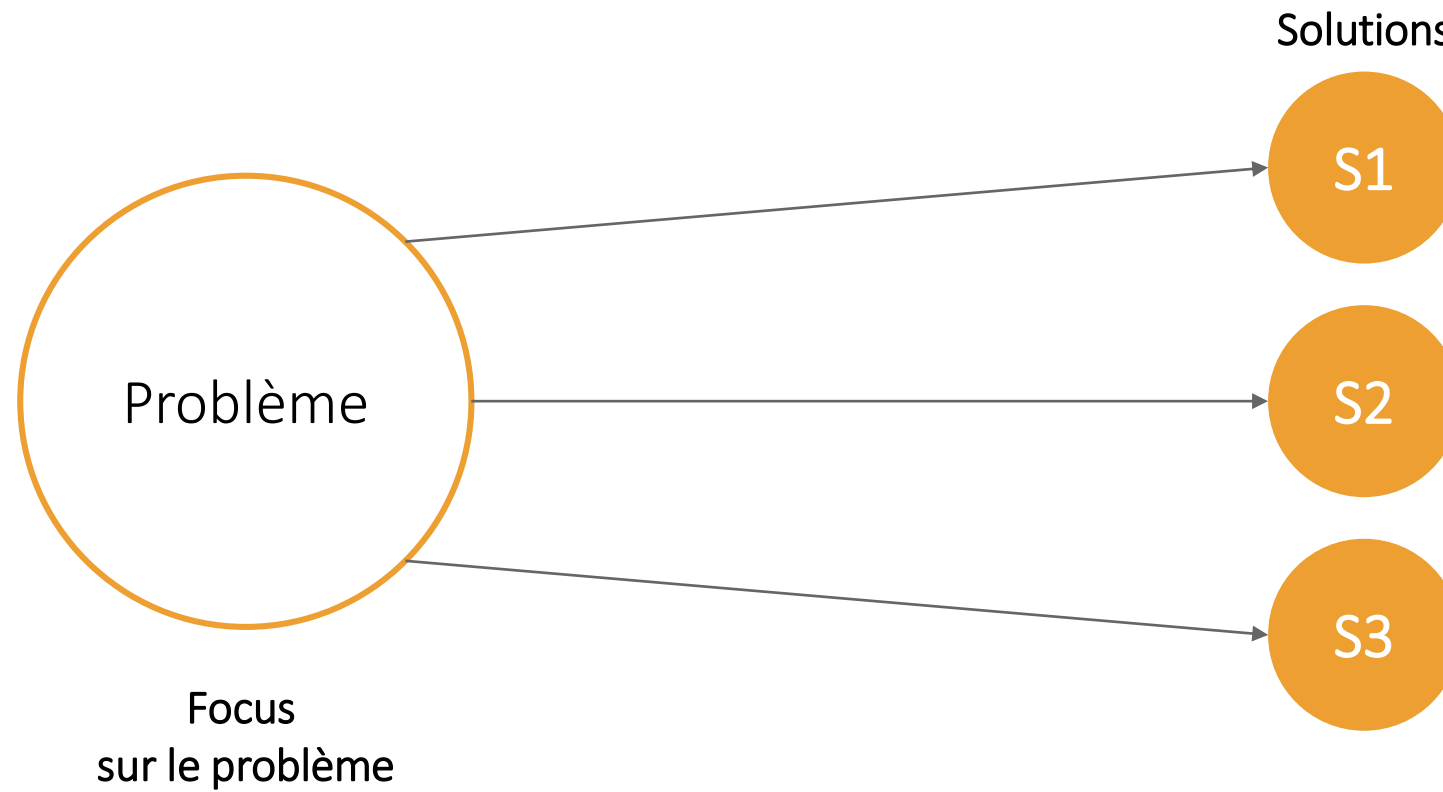 Solutions
S1
Problème
S2
S3
Focus
sur le problème